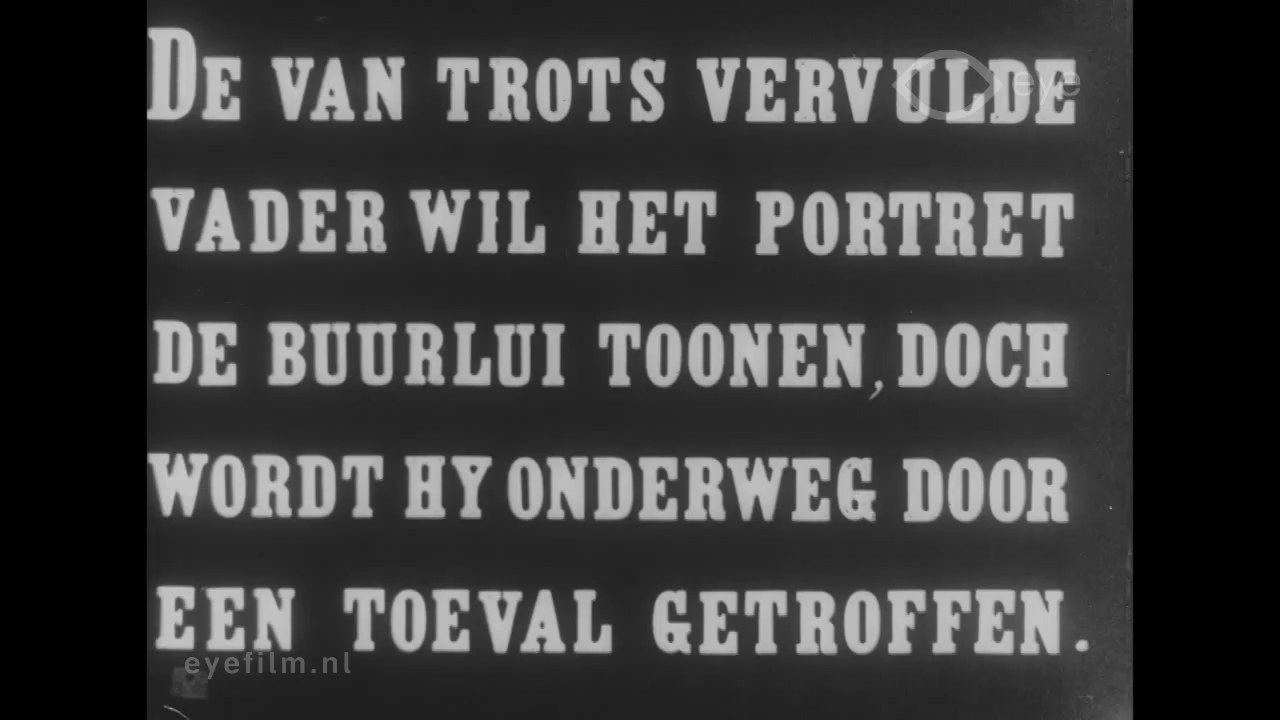 DE VAN TROTS VERVULDE
eye
VADER WIL HET PORTRET
DE BUURLUI TOONEN, DOCH
WORDT HY ONDERWEG DOOR
EEN TOEVAL GETROFFEN.
eyefilm.nl